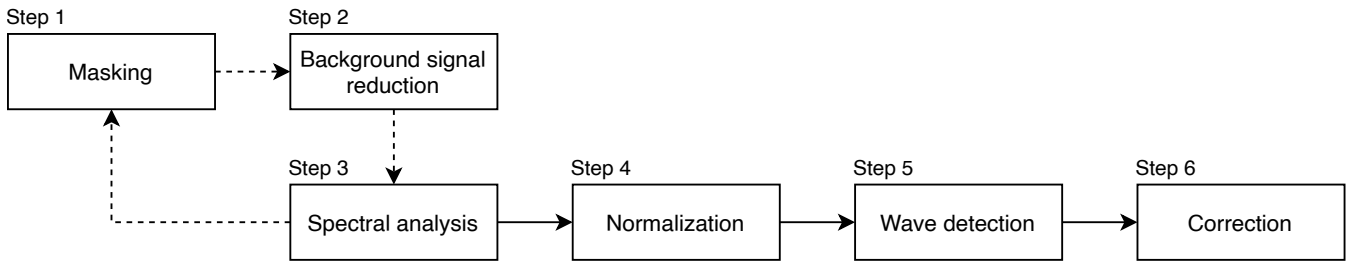 Step 1
Masking
Step 2
Background signal
reduction
Step 3
Spectral analysis
Step 4
Normalization
Step 5
Wave detection
Step 6
Correction